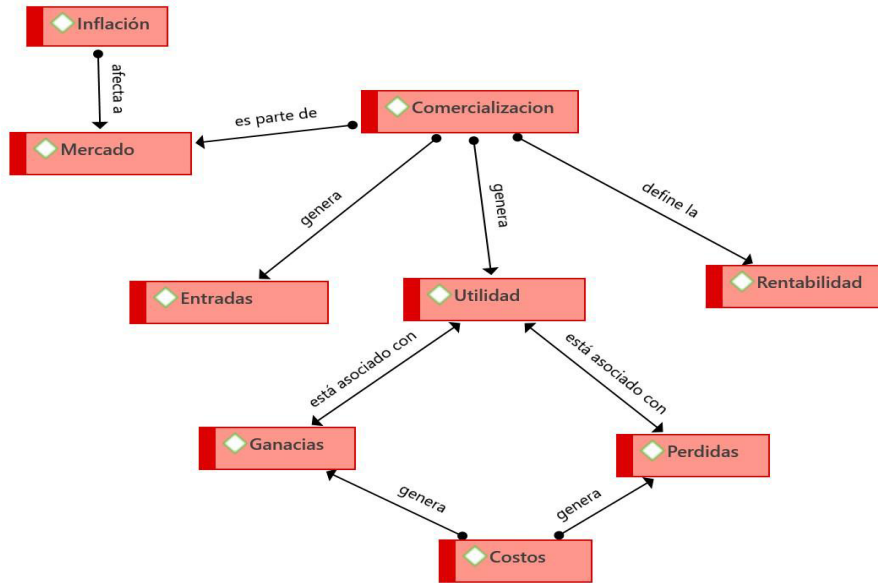 Inflación
afecta a
es parte de
Comercializacion
Mercado
genera
genera
define la
Entradas
Utilidad
Rentabilidad
está asociado con
está asociado con
Ganacias
Perdidas
genera
genera
Costos